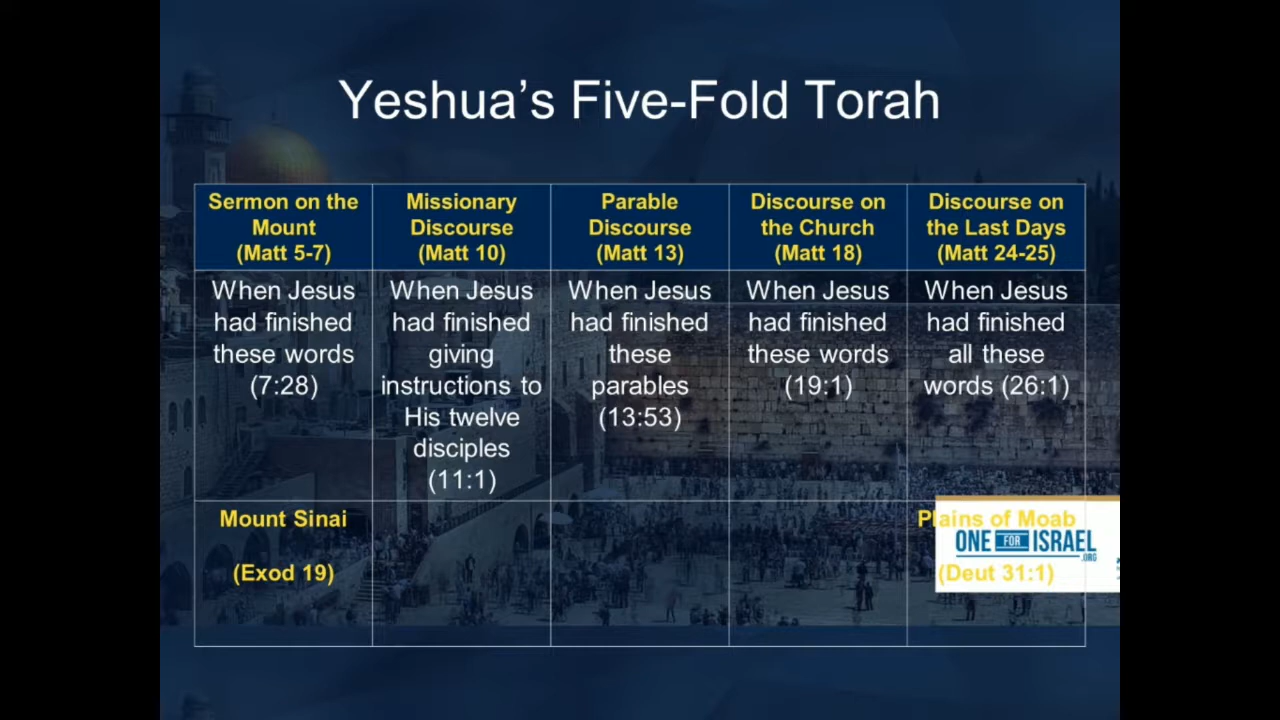 Yeshua’s Five-Fold Torah
Sermon on the
Mount
(Matt 5-7)
Missionary
Discourse
(Matt 10)
Parable
Discourse
(Matt 13)
Discourse on
the Church
(Matt 18)
Discourse on
the Last Days
(Matt 24-25)
When Jesus
had finished
these words
(7:28)
When Jesus
had finished
giving
instructions to
His twelve
disciples
(11:1)
When Jesus
had finished
these
parables
(13:53)
When Jesus
had finished
these words
(19:1)
When Jesus
had finished
all these
words (26:1)
Mount Sinai
(Exod 19)
Plains of Moab
(Deut 31:1)
ONE FOR ISRAEL
.ORG